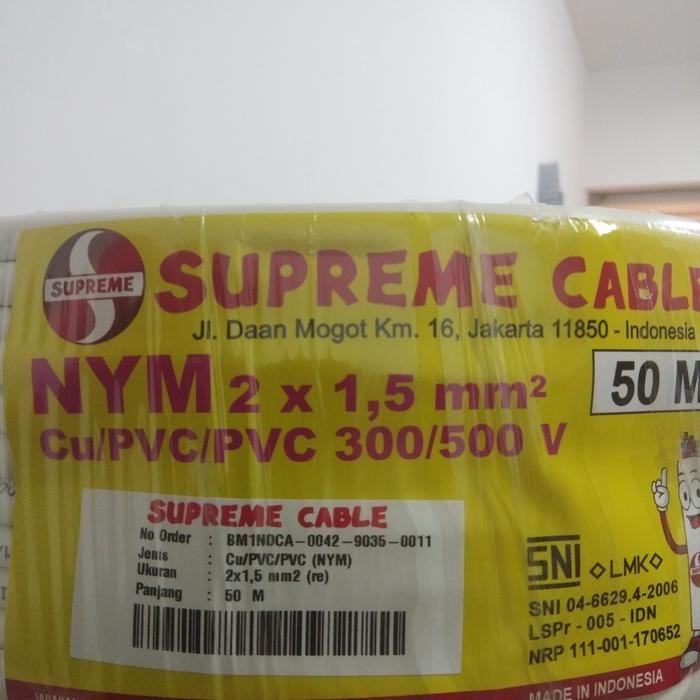 SUPREME
SUPREME CABLE
Jl. Daan Mogot Km. 16, Jakarta 11850 - Indonesia
NYM 2 x 1,5 mm²
50 M
Cu/PVC/PVC 300/500 V
SUPREME CABLE
No Order : BM1NDCA-0042-9035-0011
Jenis : Cu/PVC/PVC (NYM)
Ukuran : 2x1,5 mm2 (re)
Panjang : 50 M
SNI LMK
SNI 04-6629.4-2006
LSPr - 005 - IDN
NRP 111-001-170652
MADE IN INDONESIA